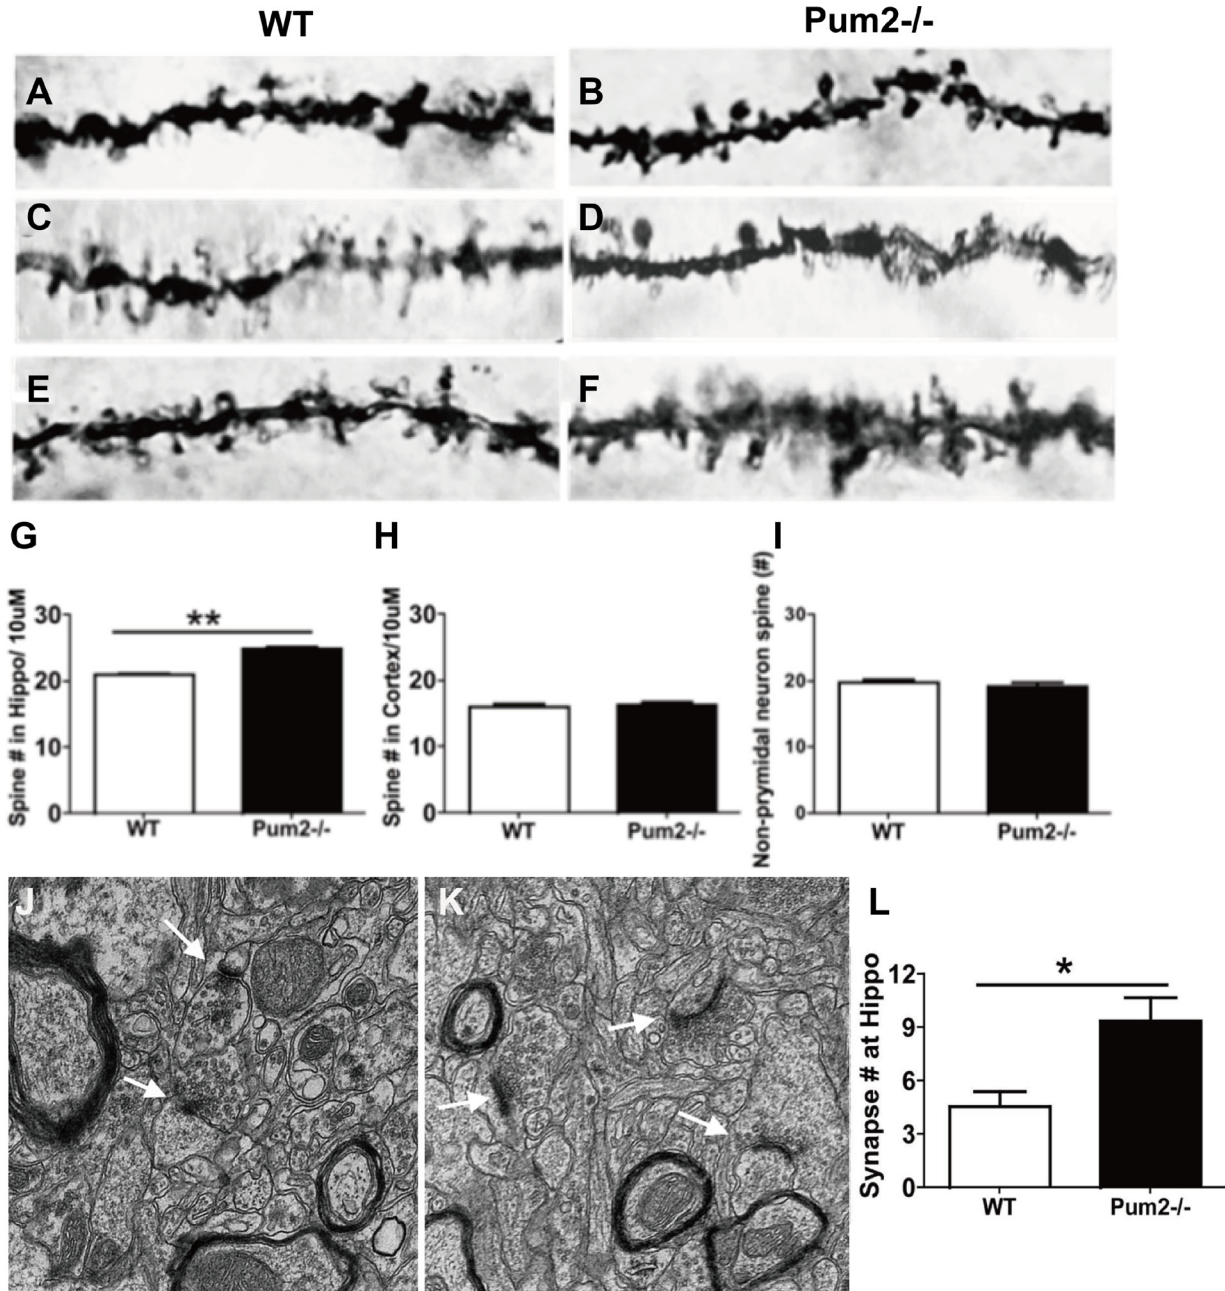 WT Pum2-/-
A B
C D
E F
G H I
Spine # in Hippo/ 10uM
30
20
10
0
**
WT Pum2-/-
Spine # in Cortex/10uM
30
20
10
0
WT Pum2-/-
Non-prymidal neuron spine (#)
30
20
10
0
WT Pum2-/-
J K L
Synapse # at Hippo
12
9
6
3
0
*
WT Pum2-/-